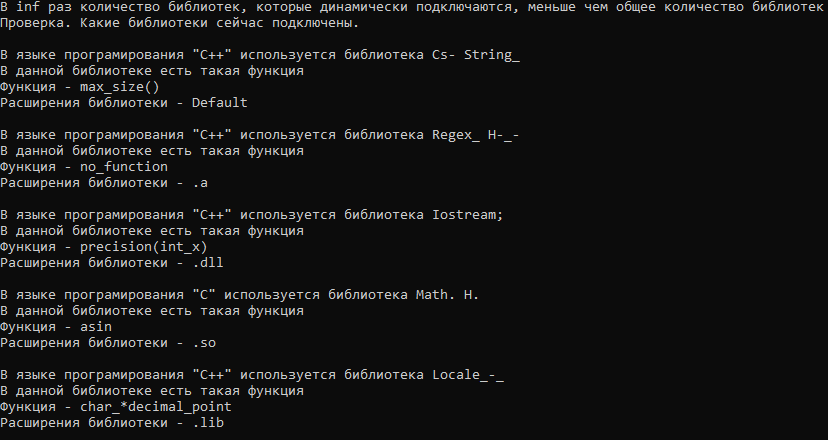 В inf раз количество библиотек, которые динамически подключаются, меньше чем общее количество библиотек
Проверка. Какие библиотеки сейчас подключены.
В языке програмирования "C++" используется библиотека Cs- String_
В данной библиотеке есть такая функция
Функция - max_size()
Расширения библиотеки - Default
В языке програмирования "C++" используется библиотека Regex_ H-_-
В данной библиотеке есть такая функция
Функция - no_function
Расширения библиотеки - .a
В языке програмирования "C++" используется библиотека Iostream;
В данной библиотеке есть такая функция
Функция - precision(int_x)
Расширения библиотеки - .dll
В языке програмирования "C" используется библиотека Math. H.
В данной библиотеке есть такая функция
Функция - asin
Расширения библиотеки - .so
В языке програмирования "C++" используется библиотека Locale_-_
В данной библиотеке есть такая функция
Функция - char_*decimal_point
Расширения библиотеки - .lib